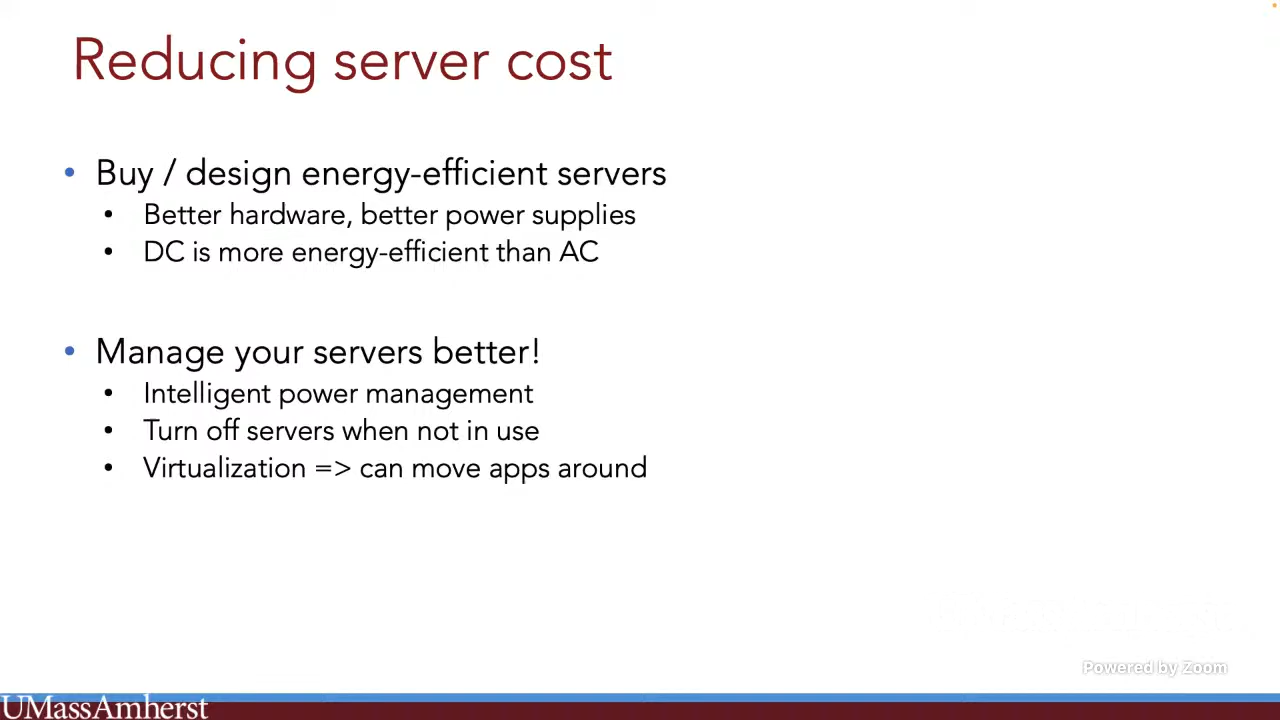 Reducing server cost
• Buy / design energy-efficient servers
• Better hardware, better power supplies
• DC is more energy-efficient than AC
• Manage your servers better!
• Intelligent power management
• Turn off servers when not in use
• Virtualization => can move apps around
Powered by Zoom
UMassAmherst